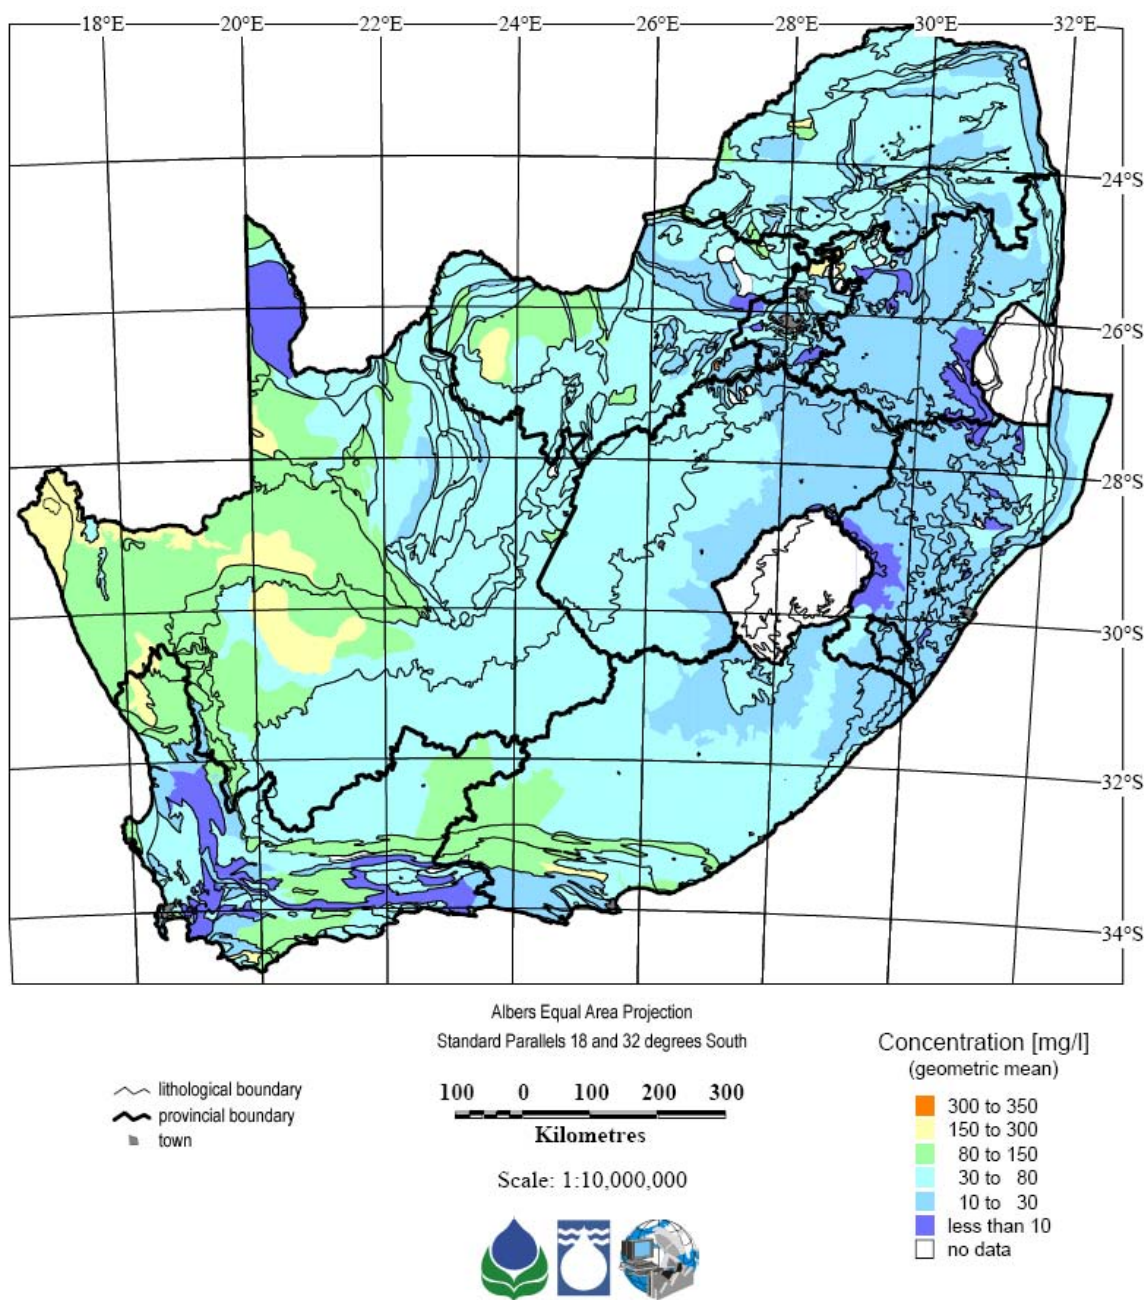 18°E 20°E 22°E 24°E 26°E 28°E 30°E 32°E
24°S
26°S
28°S
30°S
32°S
34°S
Albers Equal Area Projection
Standard Parallels 18 and 32 degrees South
lithological boundary
provincial boundary
town
100 0 100 200 300
Kilometres
Scale: 1:10,000,000
Concentration [mg/l]
(geometric mean)
300 to 350
150 to 300
80 to 150
30 to 80
10 to 30
less than 10
no data